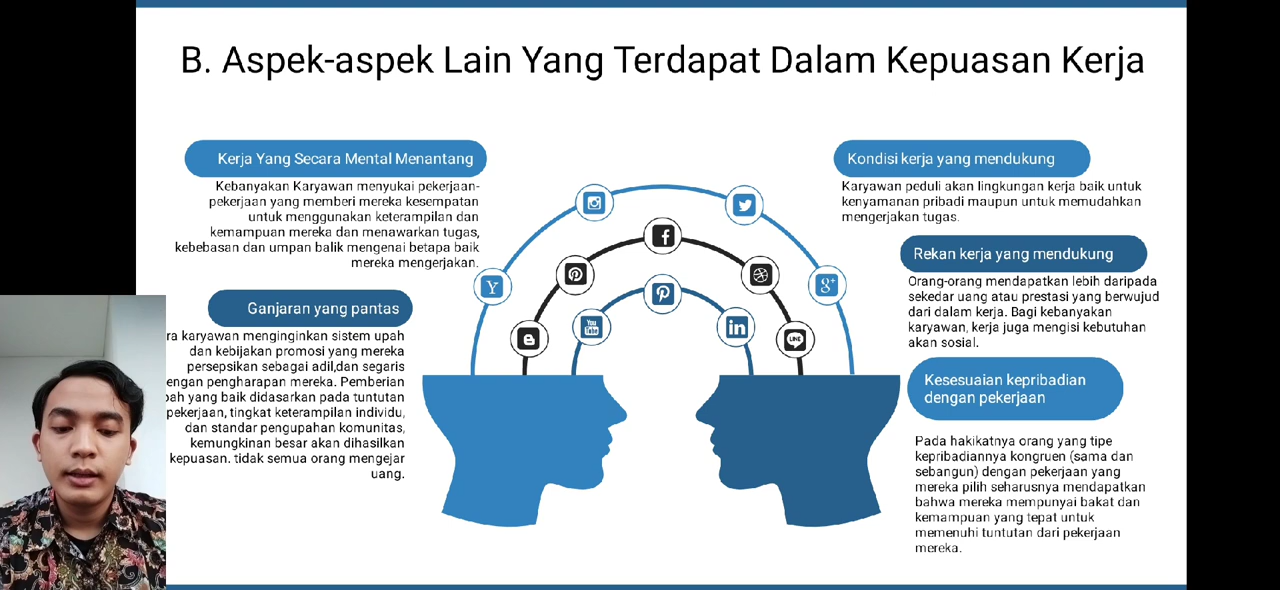 B. Aspek-aspek Lain Yang Terdapat Dalam Kepuasan Kerja
Kerja Yang Secara Mental Menantang
Kebanyakan Karyawan menyukai pekerjaan-
pekerjaan yang memberi mereka kesempatan
untuk menggunakan keterampilan dan
kemampuan mereka dan menawarkan tugas,
kebebasan dan umpan balik mengenai betapa baik
mereka mengerjakan.
Ganjaran yang pantas
karyawan menginginkan sistem upah
dan kebijakan promosi yang mereka
persepsikan sebagai adil,dan segaris
pengharapan mereka. Pemberian
yang baik didasarkan pada tuntutan
pekerjaan, tingkat keterampilan individu,
dan standar pengupahan komunitas,
kemungkinan besar akan dihasilkan
kepuasan. tidak semua orang mengejar
uang.
Kondisi kerja yang mendukung
Karyawan peduli akan lingkungan kerja baik untuk
kenyamanan pribadi maupun untuk memudahkan
mengerjakan tugas.
Rekan kerja yang mendukung
Orang-orang mendapatkan lebih daripada
sekedar uang atau prestasi yang berwujud
dari dalam kerja. Bagi kebanyakan
karyawan, kerja juga mengisi kebutuhan
akan sosial.
Kesesuaian kepribadian
dengan pekerjaan
Pada hakikatnya orang yang tipe
kepribadiannya kongruen (sama dan
sebangun) dengan pekerjaan yang
mereka pilih seharusnya mendapatkan
bahwa mereka mempunyai bakat dan
kemampuan yang tepat untuk
memenuhi tuntutan dari pekerjaan
mereka.
You
Tube
in
LINE
g+
Y